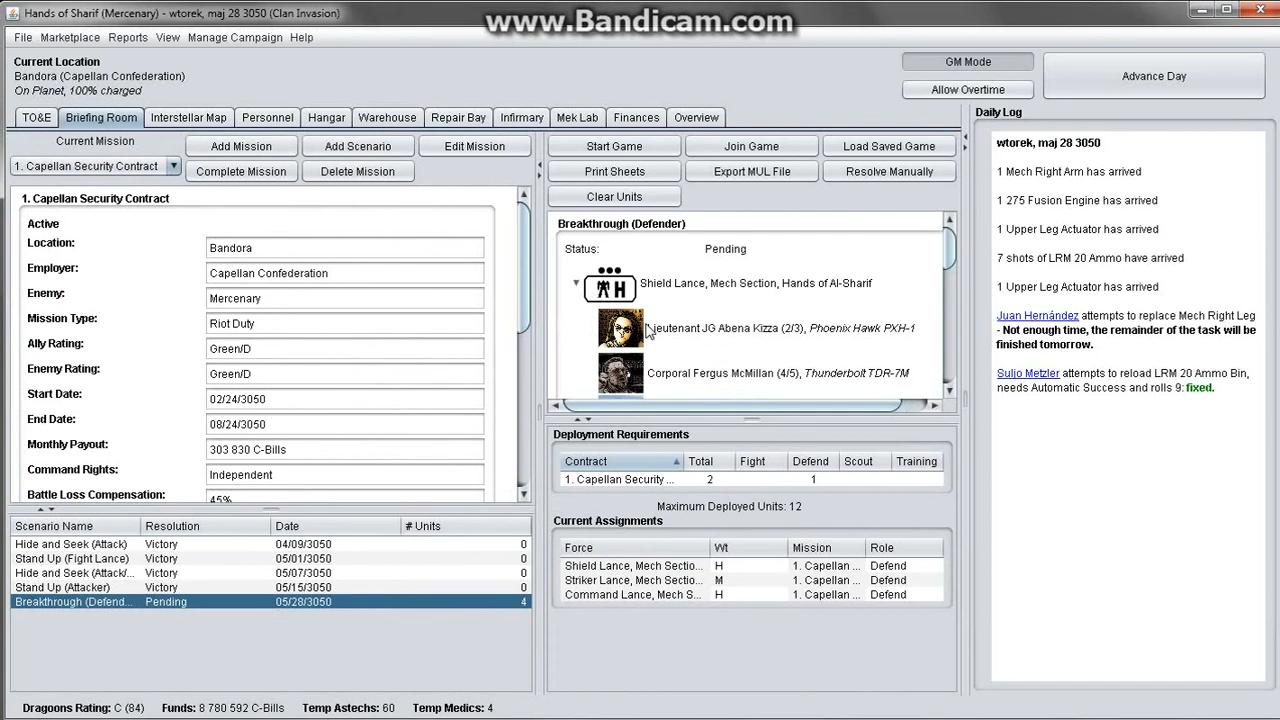 Hands of Sharif (Mercenary) - wtorek, maj 28 3050 (Clan Invasion)
www.Bandicam.com
File Marketplace Reports View Manage Campaign Help
Current Location
Bandora (Capellan Confederation)
On Planet, 100% charged
GM Mode
Allow Overtime
Advance Day
TO&E Briefing Room Interstellar Map Personnel Hangar Warehouse Repair Bay Infirmary Mek Lab Finances Overview
Current Mission
1. Capellan Security Contract
Add Mission Add Scenario Edit Mission
Complete Mission Delete Mission
1. Capellan Security Contract
Active
Location: Bandora
Employer: Capellan Confederation
Enemy: Mercenary
Mission Type: Riot Duty
Ally Rating: Green/D
Enemy Rating: Green/D
Start Date: 02/24/3050
End Date: 08/24/3050
Monthly Payout: 303 830 C-Bills
Command Rights: Independent
Battle Loss Compensation: 45%
Scenario Name Resolution Date # Units
Hide and Seek (Attack) Victory 04/09/3050 0
Stand Up (Fight Lance) Victory 05/01/3050 0
Hide and Seek (Attack/... Victory 05/07/3050 0
Stand Up (Attacker) Victory 05/15/3050 0
Breakthrough (Defend... Pending 05/28/3050 4
Start Game Join Game Load Saved Game
Print Sheets Export MUL File Resolve Manually
Clear Units
Breakthrough (Defender)
Status: Pending
H Shield Lance, Mech Section, Hands of Al-Sharif
Lieutenant JG Abena Kizza (2/3), Phoenix Hawk PXH-1
Corporal Fergus McMillan (4/5), Thunderbolt TDR-7M
Deployment Requirements
Contract Total Fight Defend Scout Training
1. Capellan Security ... 2 1
Maximum Deployed Units: 12
Current Assignments
Force Wt Mission Role
Shield Lance, Mech Sectio... H 1. Capellan ... Defend
Striker Lance, Mech Sectio... M 1. Capellan ... Defend
Command Lance, Mech S... H 1. Capellan ... Defend
Daily Log
wtorek, maj 28 3050
1 Mech Right Arm has arrived
1 275 Fusion Engine has arrived
1 Upper Leg Actuator has arrived
7 shots of LRM 20 Ammo have arrived
1 Upper Leg Actuator has arrived
Juan Hernández attempts to replace Mech Right Leg
- Not enough time, the remainder of the task will be
finished tomorrow.
Suljo Metzler attempts to reload LRM 20 Ammo Bin,
needs Automatic Success and rolls 9: fixed.
Dragoons Rating: C (84) Funds: 8 780 592 C-Bills Temp Astechs: 60 Temp Medics: 4